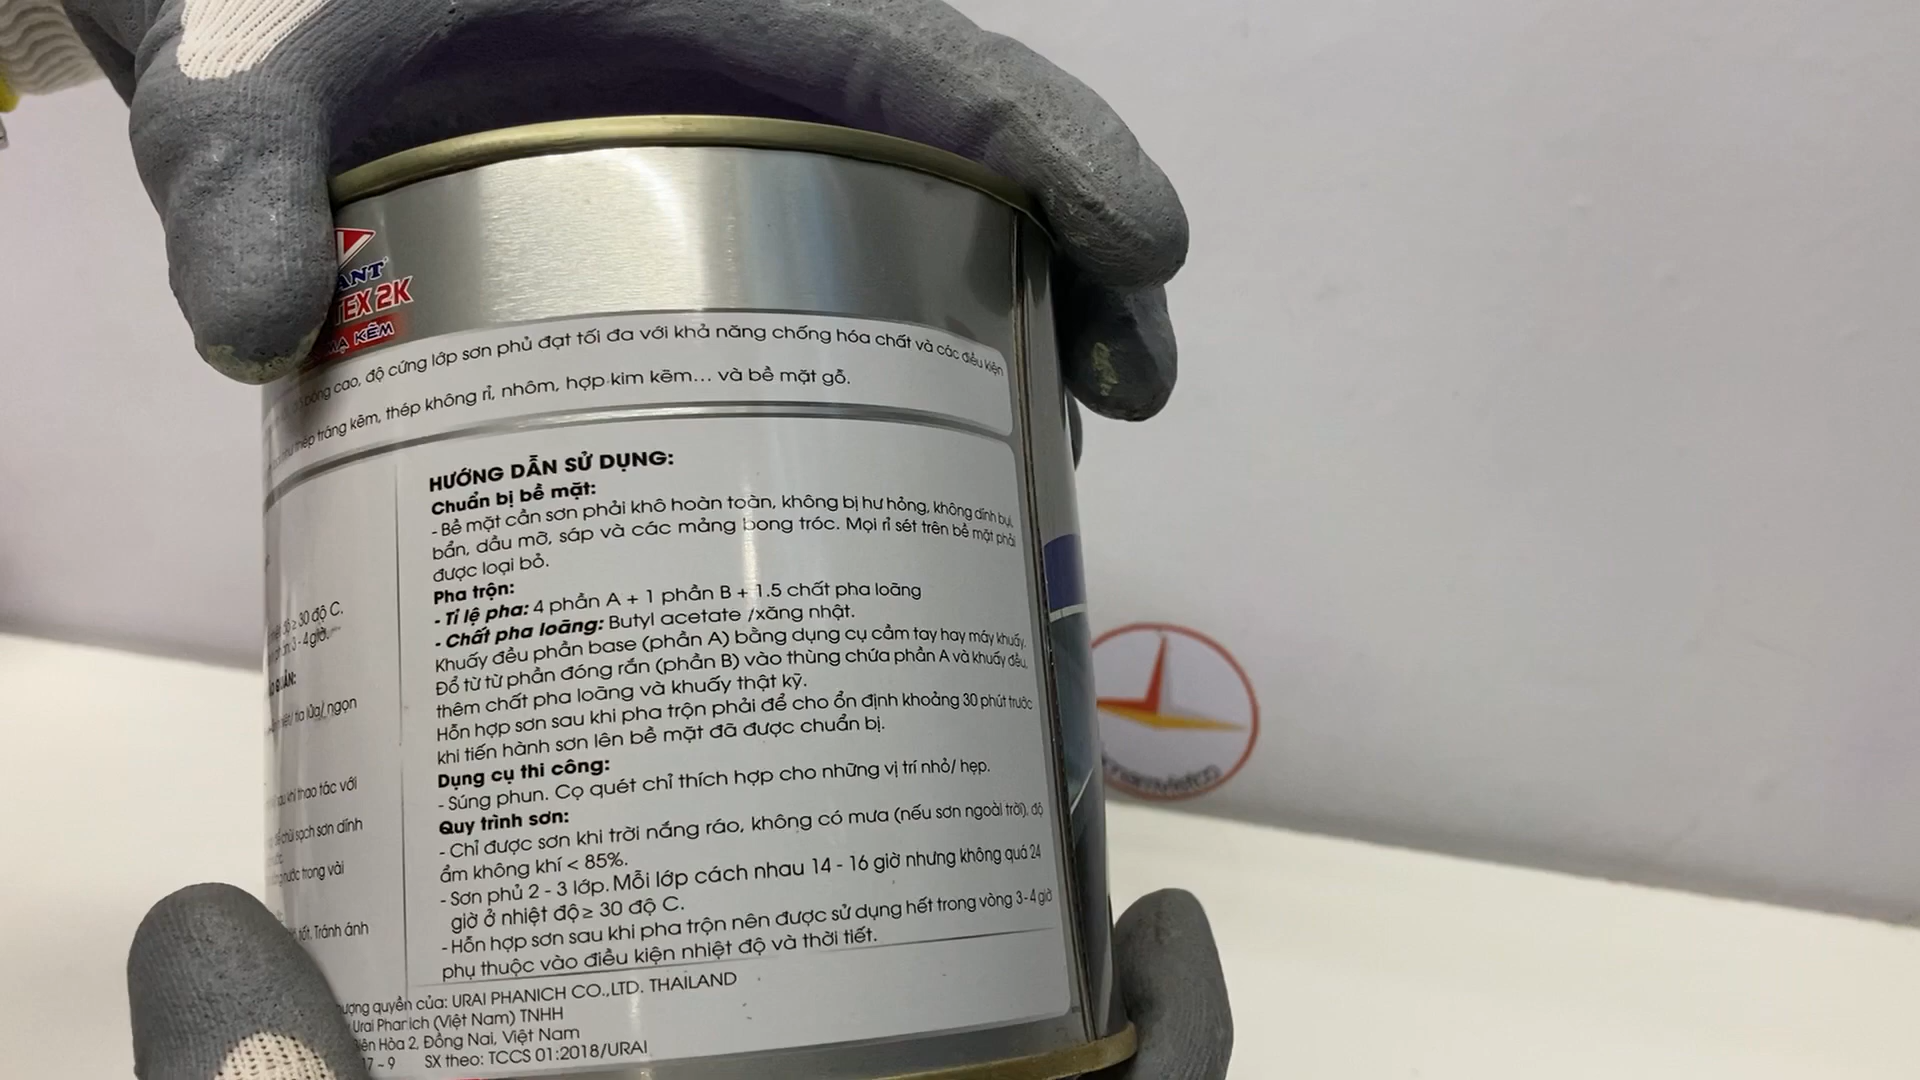 ANT
TEX 2K
MẠ KẼM
bóng cao, độ cứng lớp sơn phủ đạt tối đa với khả năng chống hóa chất và các điều kiện
thép tráng kẽm, thép không rỉ, nhôm, hợp kim kẽm... và bề mặt gỗ.
≥ 30 độ C.
3 - 4 giờ.
tia lửa/ ngọn
khi thao tác với
chùi sạch sơn dính
nước trong vài
tốt. Tránh ánh
HƯỚNG DẪN SỬ DỤNG:
Chuẩn bị bề mặt:
- Bề mặt cần sơn phải khô hoàn toàn, không bị hư hỏng, không dính bụi,
bẩn, dầu mỡ, sáp và các mảng bong tróc. Mọi rỉ sét trên bề mặt phải
được loại bỏ.
Pha trộn:
- Tỉ lệ pha: 4 phần A + 1 phần B + 1.5 chất pha loãng
- Chất pha loãng: Butyl acetate /xăng nhật.
Khuấy đều phần base (phần A) bằng dụng cụ cầm tay hay máy khuấy.
Đổ từ từ phần đóng rắn (phần B) vào thùng chứa phần A và khuấy đều,
thêm chất pha loãng và khuấy thật kỹ.
Hỗn hợp sơn sau khi pha trộn phải để cho ổn định khoảng 30 phút trước
khi tiến hành sơn lên bề mặt đã được chuẩn bị.
Dụng cụ thi công:
- Súng phun. Cọ quét chỉ thích hợp cho những vị trí nhỏ/ hẹp.
Quy trình sơn:
- Chỉ được sơn khi trời nắng ráo, không có mưa (nếu sơn ngoài trời), độ
ẩm không khí < 85%.
- Sơn phủ 2 - 3 lớp. Mỗi lớp cách nhau 14 - 16 giờ nhưng không quá 24
giờ ở nhiệt độ ≥ 30 độ C.
- Hỗn hợp sơn sau khi pha trộn nên được sử dụng hết trong vòng 3-4 giờ
phụ thuộc vào điều kiện nhiệt độ và thời tiết.
quyền của: URAI PHANICH CO.,LTD. THAILAND
Urai Phanich (Việt Nam) TNHH
Biên Hòa 2, Đồng Nai, Việt Nam
7 ~ 9 SX theo: TCCS 01:2018/URAI